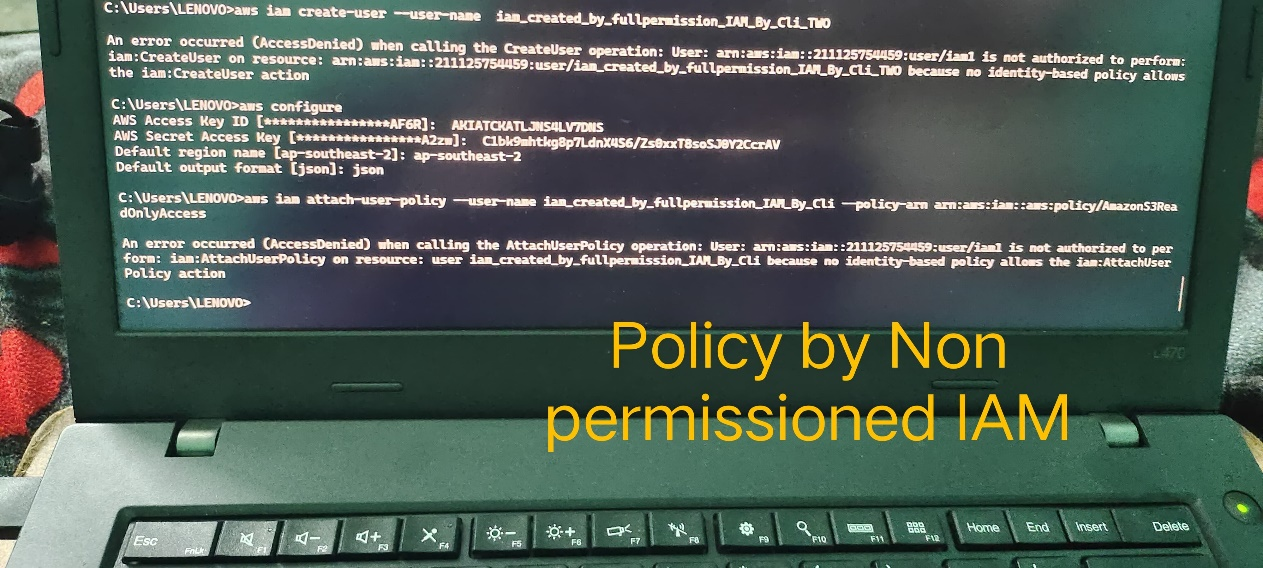 C:\Users\LENOVO>aws iam create-user --user-name iam_created_by_fullpermission_IAM_By_Cli_TWO
An error occurred (AccessDenied) when calling the CreateUser operation: User: arn:aws:iam::211125754459:user/iam1 is not authorized to perform:
iam:CreateUser on resource: arn:aws:iam::211125754459:user/iam_created_by_fullpermission_IAM_By_Cli_TWO because no identity-based policy allows
the iam:CreateUser action
C:\Users\LENOVO>aws configure
AWS Access Key ID [****************AF6R]:
AWS Secret Access Key [****************A2zw]:
Default region name [ap-southeast-2]: ap-southeast-2
Default output format [json]: json
C:\Users\LENOVO>aws iam attach-user-policy --user-name iam_created_by_fullpermission_IAM_By_Cli --policy-arn arn:aws:iam::aws:policy/AmazonS3Rea
dOnlyAccess
An error occurred (AccessDenied) when calling the AttachUserPolicy operation: User: arn:aws:iam::211125754459:user/iam1 is not authorized to per
form: iam:AttachUserPolicy on resource: user iam_created_by_fullpermission_IAM_By_Cli because no identity-based policy allows the iam:AttachUser
Policy action
C:\Users\LENOVO>
Policy by Non
permissioned IAM
L470
Esc FnLk F1 F2 F3 F4 F5 F6 F7 F8 F9 F10 F11 F12 Home End Insert Delete